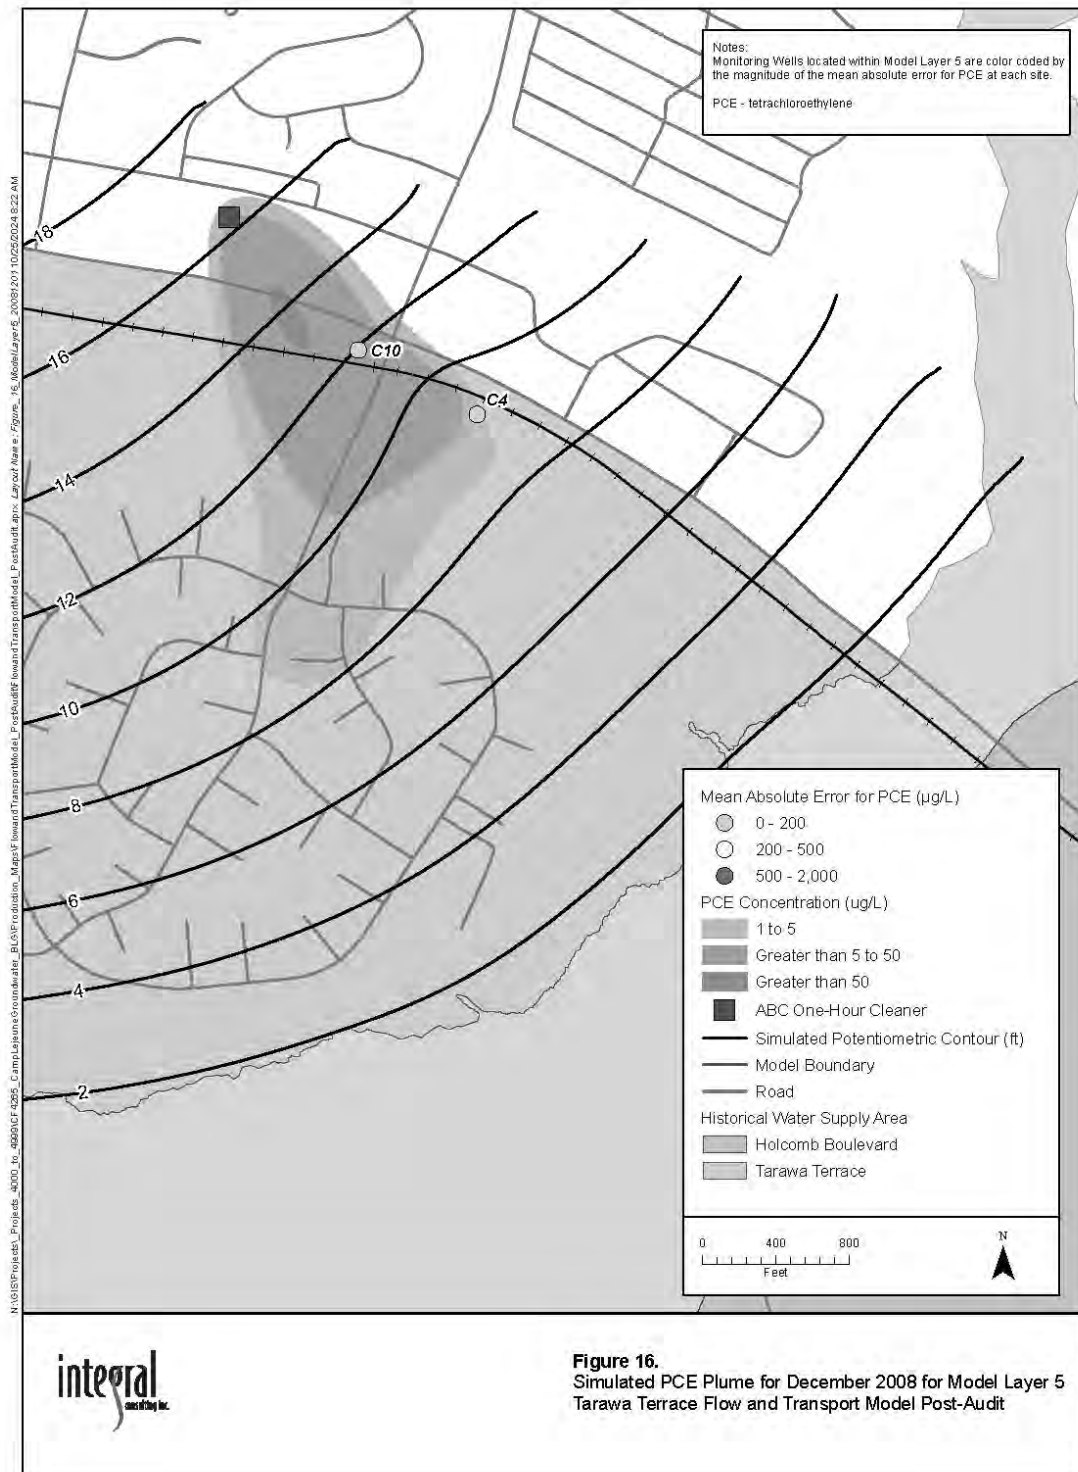 Notes:
Monitoring Wells located within Model Layer 5 are color coded by
the magnitude of the mean absolute error for PCE at each site.
PCE - tetrachloroethylene
18
16
14
12
10
8
6
4
2
C10
C4
Mean Absolute Error for PCE (µg/L)
0 - 200
200 - 500
500 - 2,000
PCE Concentration (ug/L)
1 to 5
Greater than 5 to 50
Greater than 50
ABC One-Hour Cleaner
Simulated Potentiometric Contour (ft)
Model Boundary
Road
Historical Water Supply Area
Holcomb Boulevard
Tarawa Terrace
0 400 800
Feet
N
integral
consulting inc.
Figure 16.
Simulated PCE Plume for December 2008 for Model Layer 5
Tarawa Terrace Flow and Transport Model Post-Audit